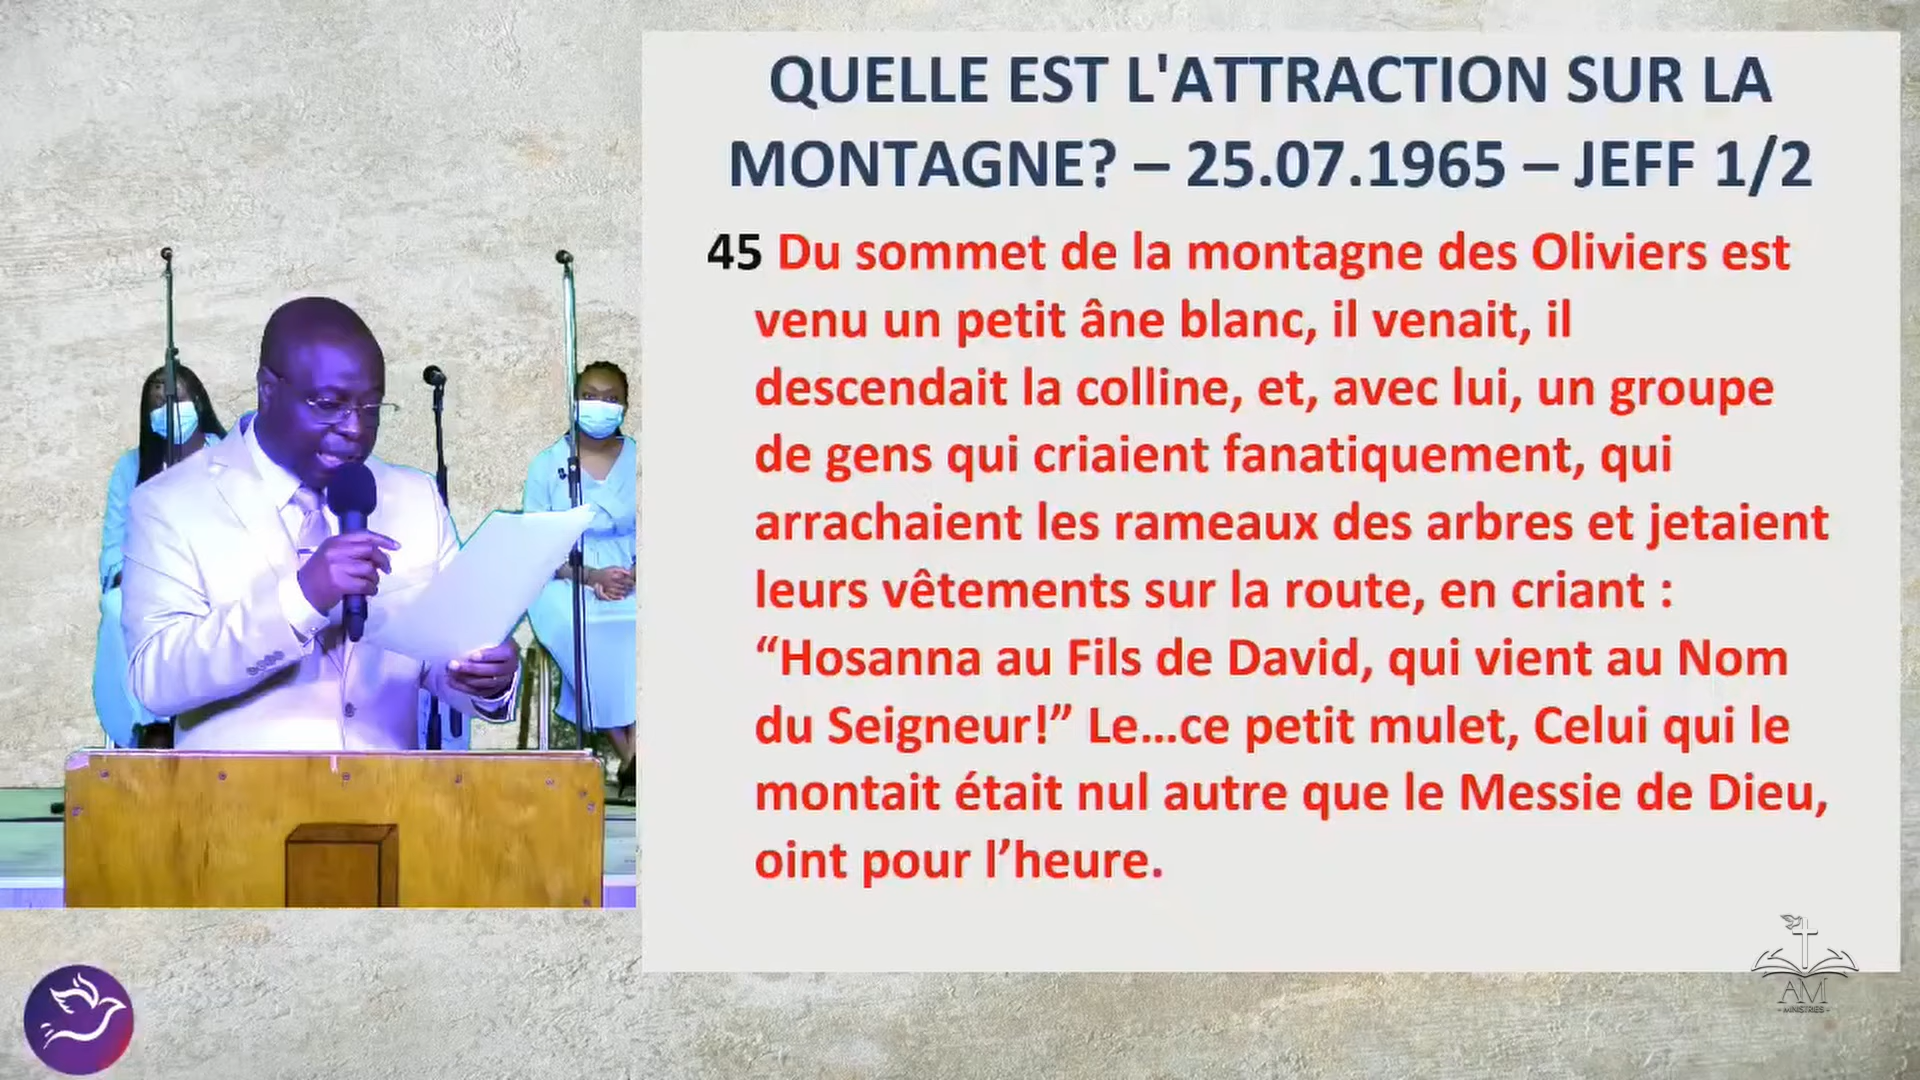 QUELLE EST L'ATTRACTION SUR LA
MONTAGNE? – 25.07.1965 – JEFF 1/2
45 Du sommet de la montagne des Oliviers est
venu un petit âne blanc, il venait, il
descendait la colline, et, avec lui, un groupe
de gens qui criaient fanatiquement, qui
arrachaient les rameaux des arbres et jetaient
leurs vêtements sur la route, en criant :
“Hosanna au Fils de David, qui vient au Nom
du Seigneur!” Le…ce petit mulet, Celui qui le
montait était nul autre que le Messie de Dieu,
oint pour l’heure.
AM
- MINISTRIES -